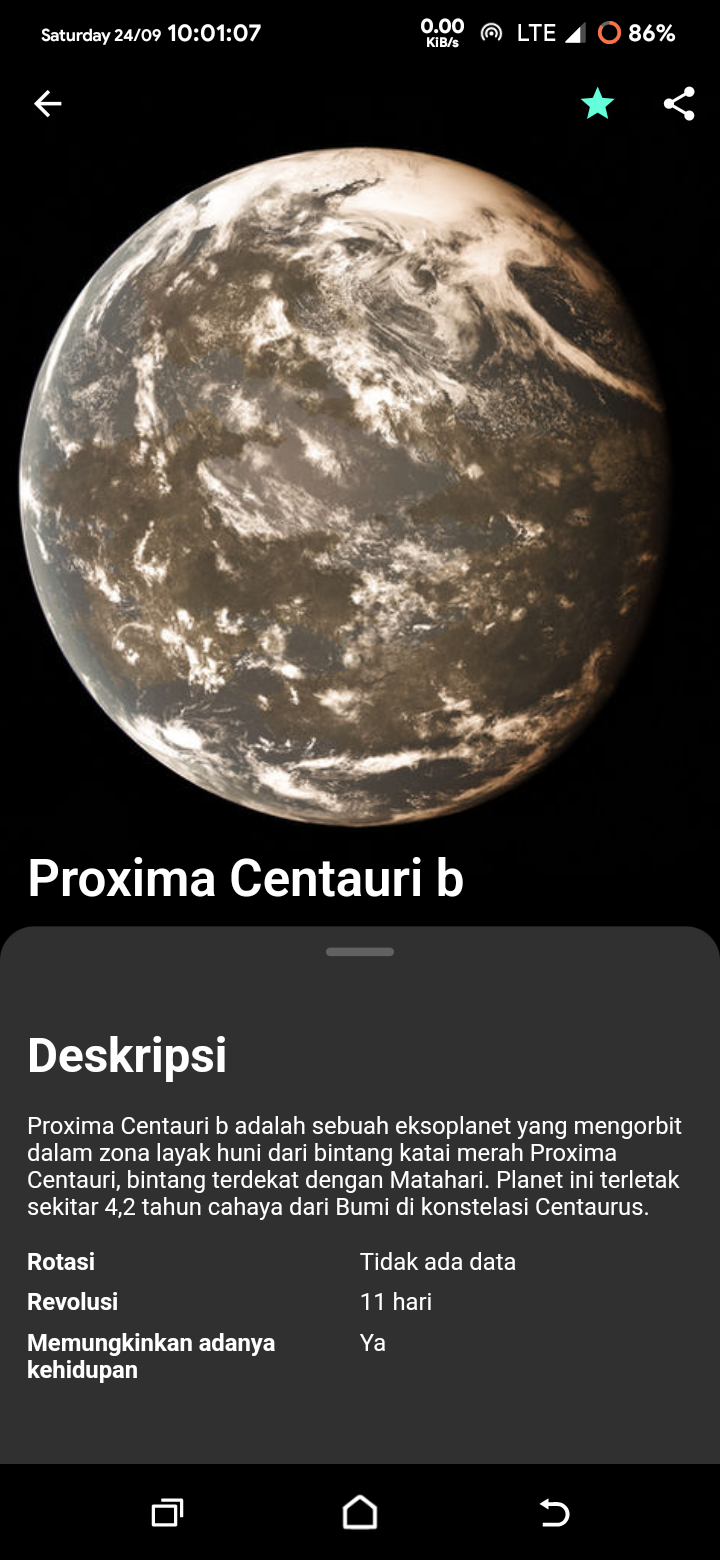 Saturday 24/09 10:01:07 0.00 KiB/s LTE 86%
Proxima Centauri b
Deskripsi
Proxima Centauri b adalah sebuah eksoplanet yang mengorbit
dalam zona layak huni dari bintang katai merah Proxima
Centauri, bintang terdekat dengan Matahari. Planet ini terletak
sekitar 4,2 tahun cahaya dari Bumi di konstelasi Centaurus.
Rotasi Tidak ada data
Revolusi 11 hari
Memungkinkan adanya Ya
kehidupan